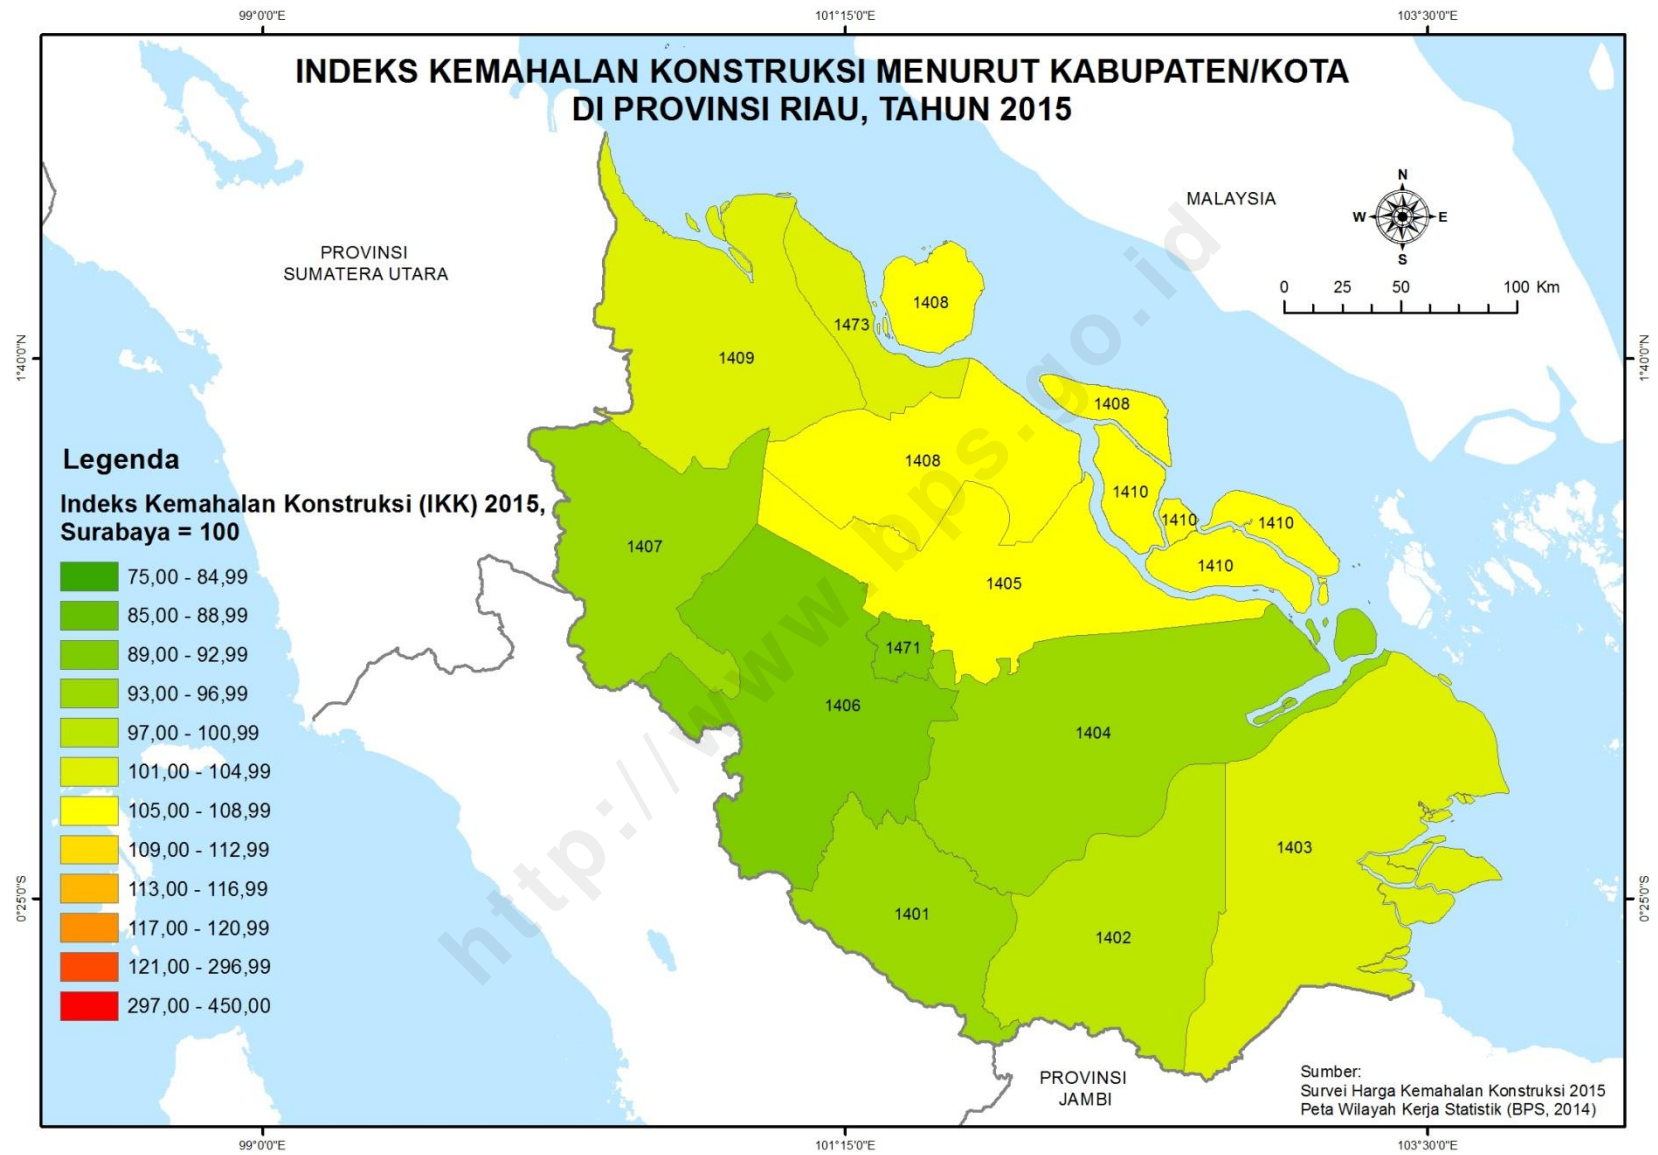 99°0'0"E
101°15'0"E
103°30'0"E
INDEKS KEMAHALAN KONSTRUKSI MENURUT KABUPATEN/KOTA
DI PROVINSI RIAU, TAHUN 2015
MALAYSIA
N
W
E
S
0 25 50 100 Km
PROVINSI
SUMATERA UTARA
1408
1473
1409
1°40'0"N
1°40'0"N
1408
1408
1410
1410
1410
1410
1407
1405
1471
1406
1404
1403
1401
1402
0°25'0"S
0°25'0"S
Legenda
Indeks Kemahalan Konstruksi (IKK) 2015,
Surabaya = 100
75,00 - 84,99
85,00 - 88,99
89,00 - 92,99
93,00 - 96,99
97,00 - 100,99
101,00 - 104,99
105,00 - 108,99
109,00 - 112,99
113,00 - 116,99
117,00 - 120,99
121,00 - 296,99
297,00 - 450,00
http://www.bps.go.id
PROVINSI
JAMBI
Sumber:
Survei Harga Kemahalan Konstruksi 2015
Peta Wilayah Kerja Statistik (BPS, 2014)
99°0'0"E
101°15'0"E
103°30'0"E